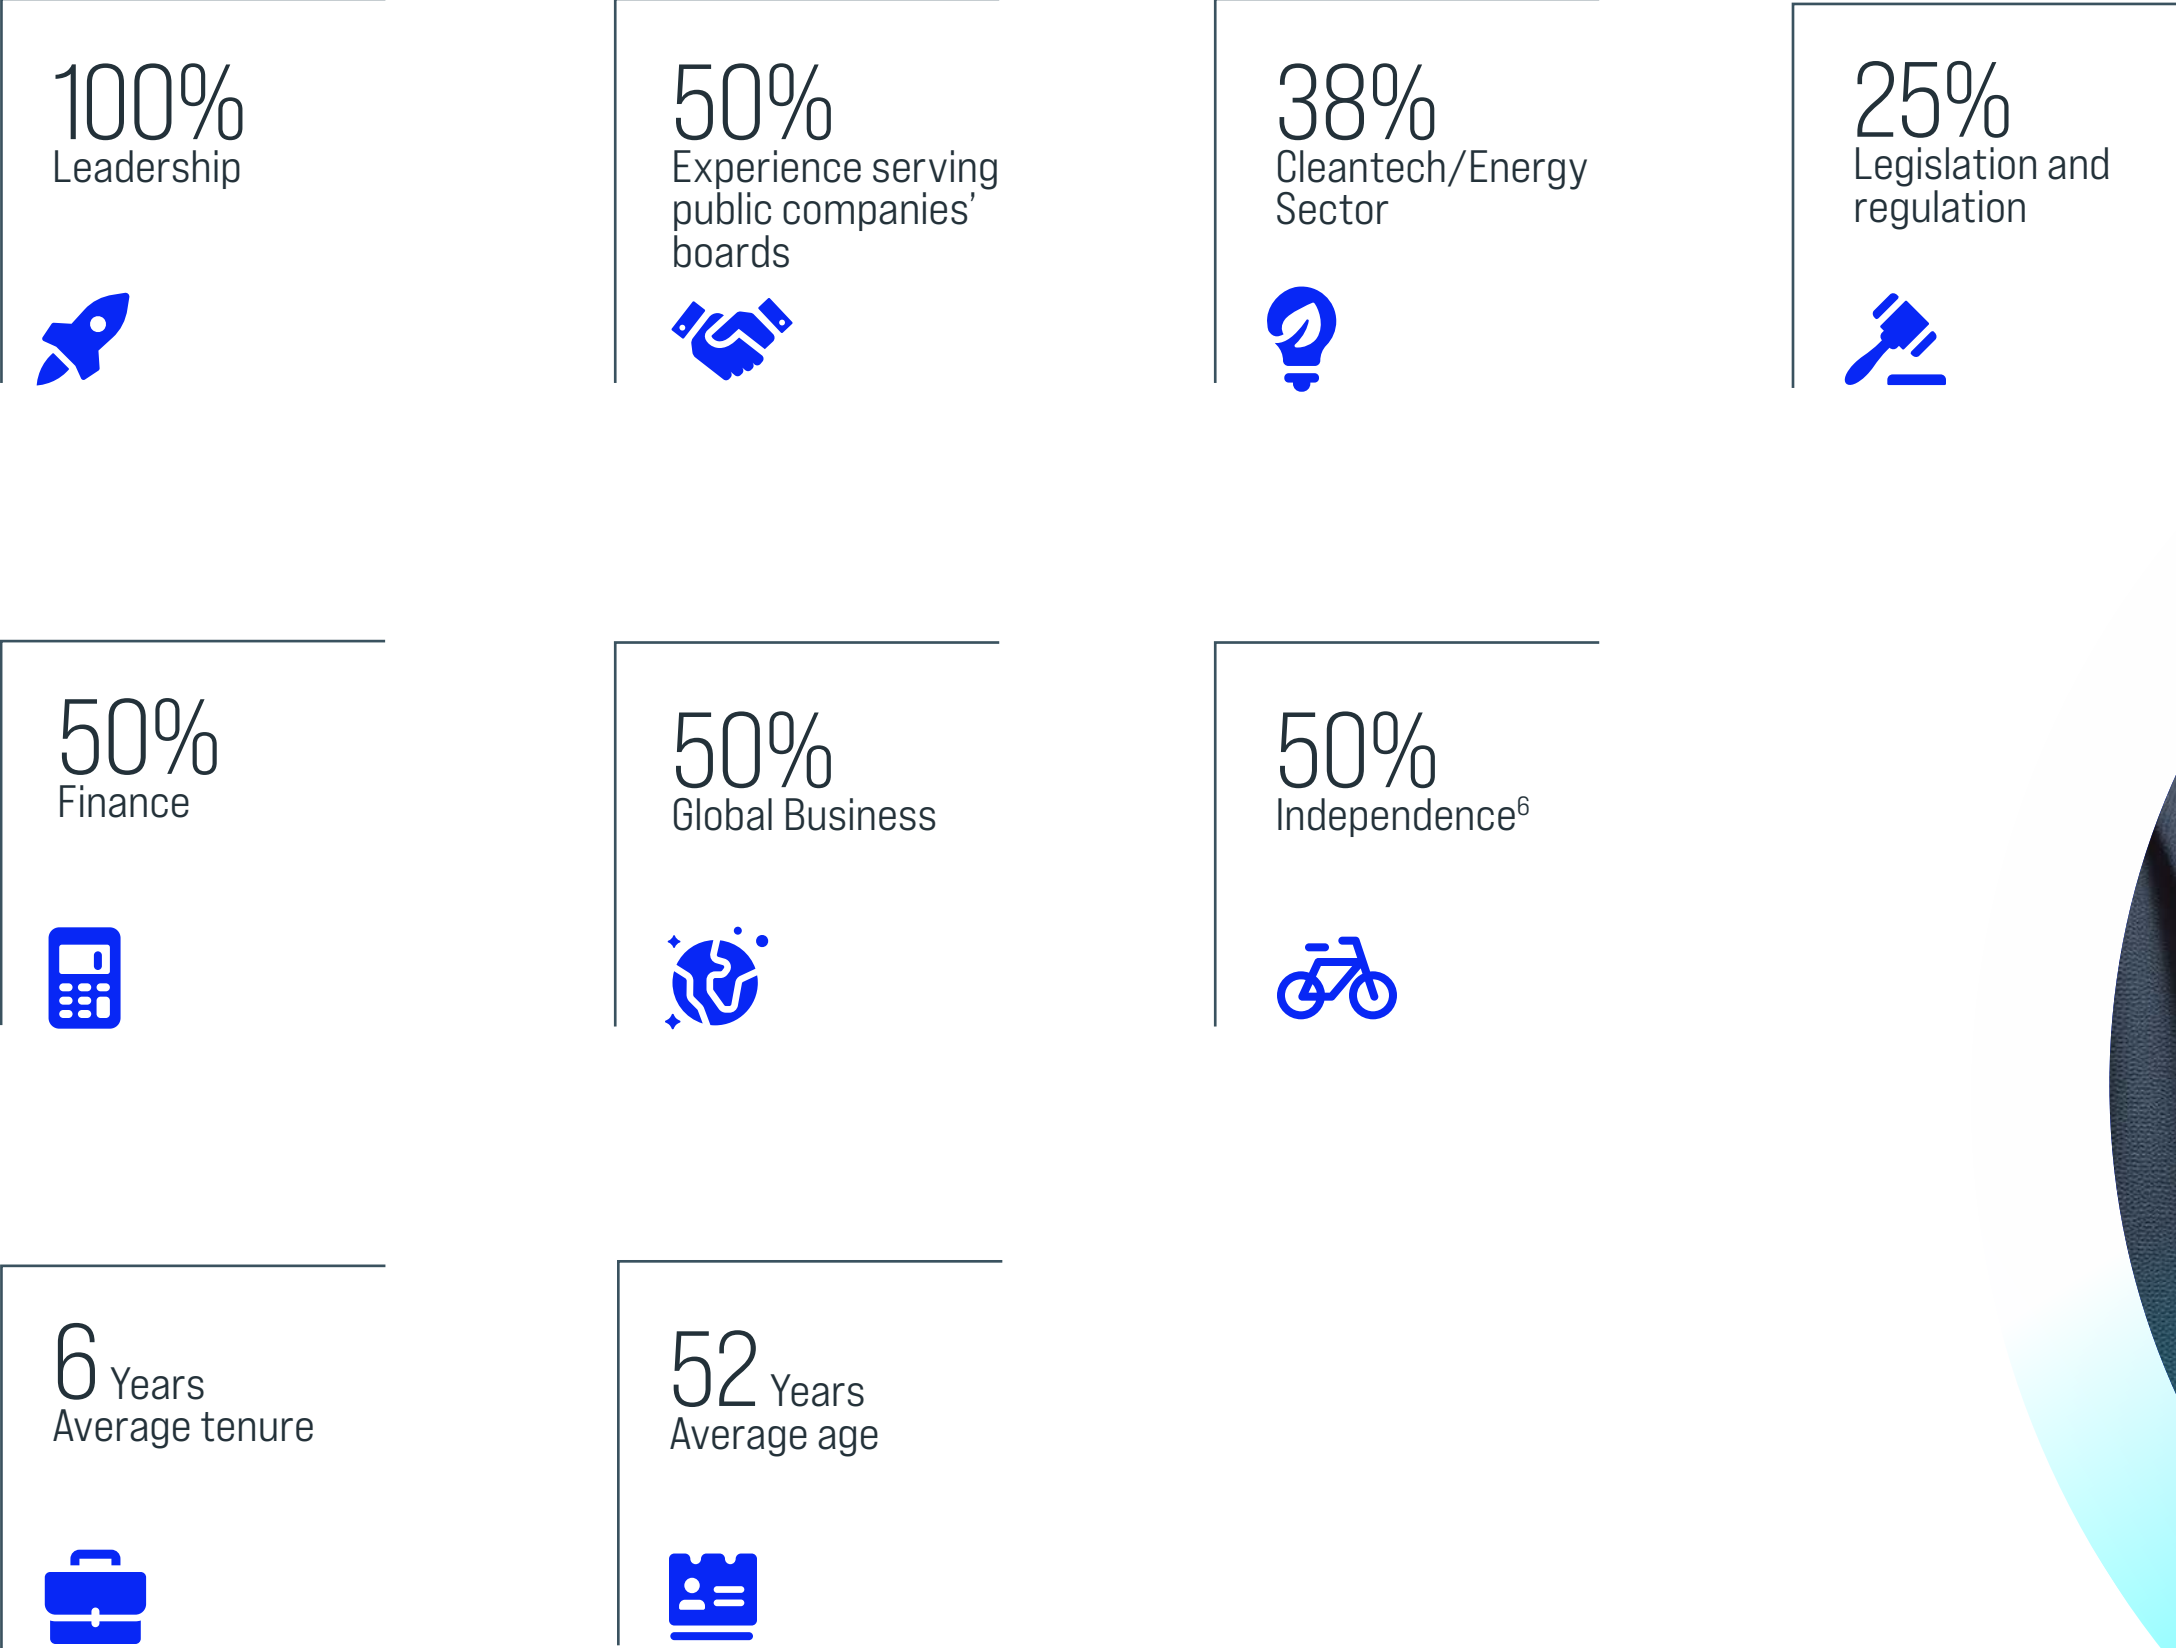 100%
Leadership
50%
Experience serving
public companies’
boards
38%
Cleantech/Energy
Sector
25%
Legislation and
regulation
50%
Finance
50%
Global Business
50%
Independence⁶
6 Years
Average tenure
52 Years
Average age